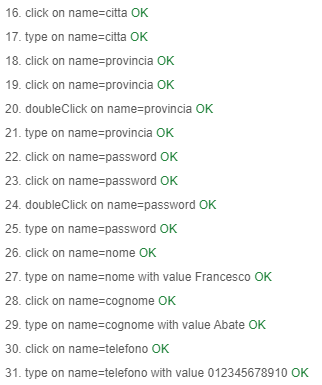 16. click on name=citta OK
17. type on name=citta OK
18. click on name=provincia OK
19. click on name=provincia OK
20. doubleClick on name=provincia OK
21. type on name=provincia OK
22. click on name=password OK
23. click on name=password OK
24. doubleClick on name=password OK
25. type on name=password OK
26. click on name=nome OK
27. type on name=nome with value Francesco OK
28. click on name=cognome OK
29. type on name=cognome with value Abate OK
30. click on name=telefono OK
31. type on name=telefono with value 012345678910 OK